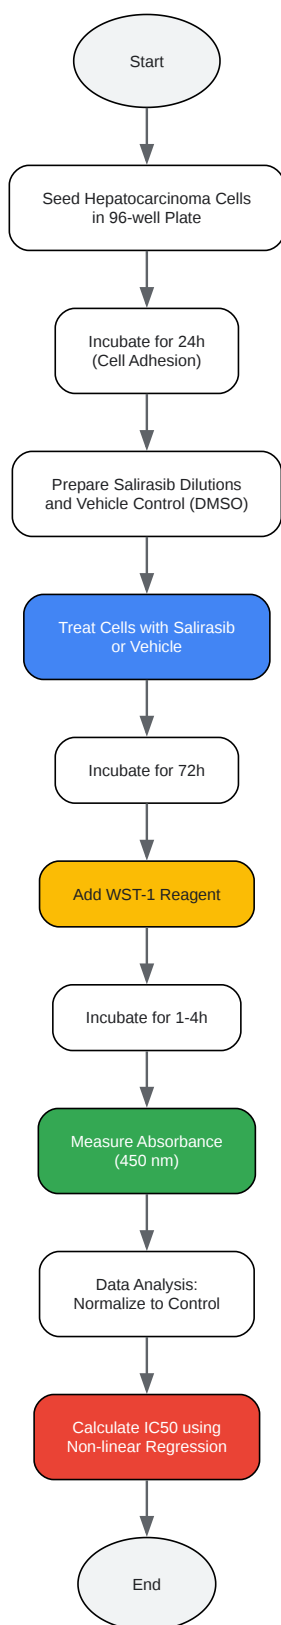 Start
Seed Hepatocarcinoma Cells
in 96-well Plate
Incubate for 24h
(Cell Adhesion)
Prepare Salirasib Dilutions
and Vehicle Control (DMSO)
Treat Cells with Salirasib
or Vehicle
Incubate for 72h
Add WST-1 Reagent
Incubate for 1-4h
Measure Absorbance
(450 nm)
Data Analysis:
Normalize to Control
Calculate IC50 using
Non-linear Regression
End